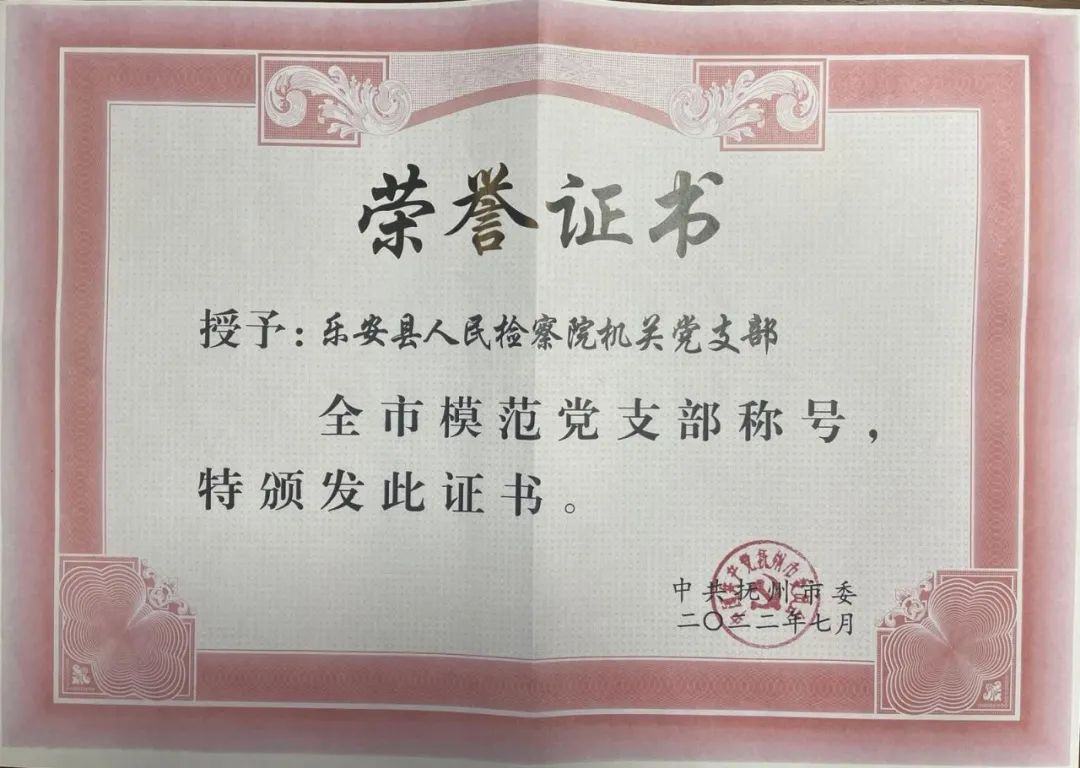 荣誉证书
授予：乐安县人民检察院机关党支部
全市模范党支部称号，
特颁发此证书。
中共抚州市委
二〇二二年七月